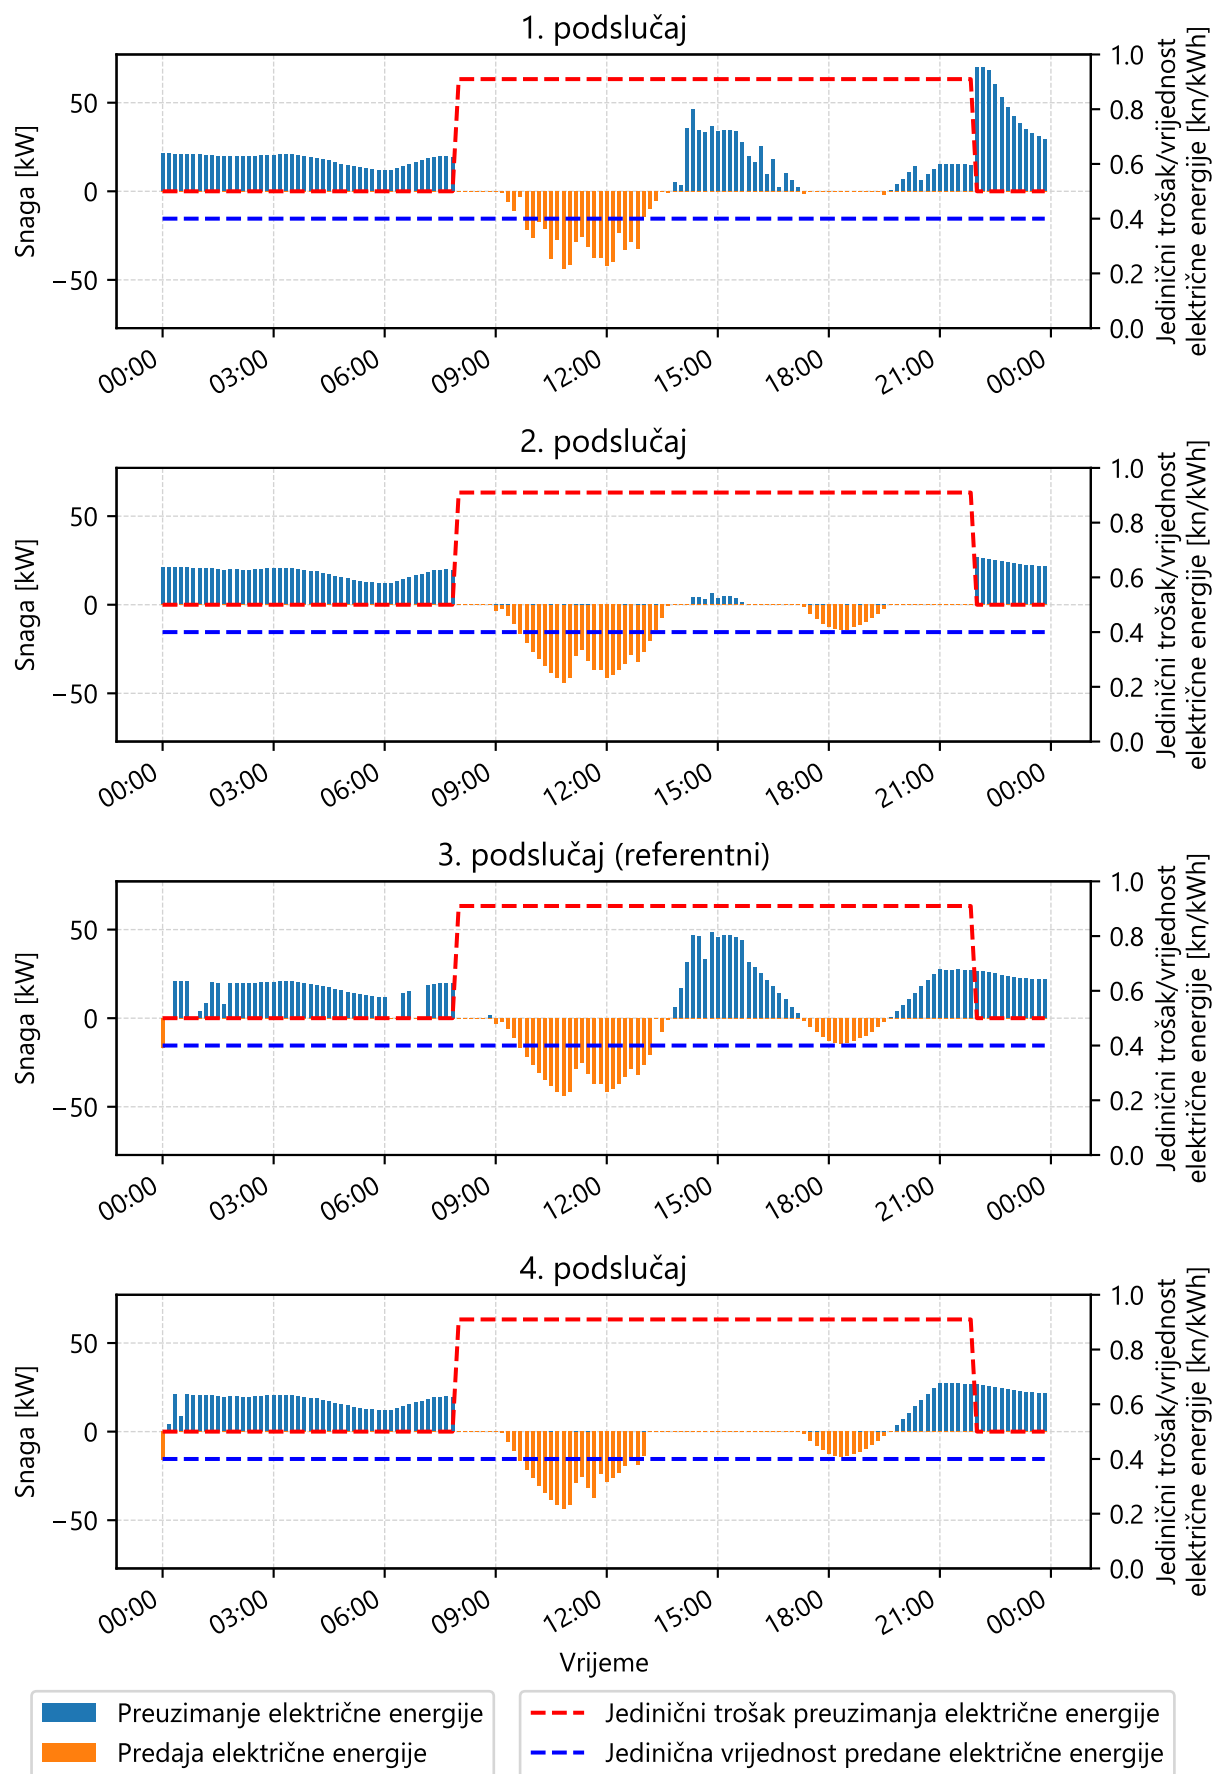 1. podslučaj
Snaga [kW]
50
0
−50
1.0
0.8
0.6
0.4
0.2
0.0
Jedinični trošak/vrijednost
električne energije [kn/kWh]
00:00 03:00 06:00 09:00 12:00 15:00 18:00 21:00 00:00
2. podslučaj
Snaga [kW]
50
0
−50
1.0
0.8
0.6
0.4
0.2
0.0
Jedinični trošak/vrijednost
električne energije [kn/kWh]
00:00 03:00 06:00 09:00 12:00 15:00 18:00 21:00 00:00
3. podslučaj (referentni)
Snaga [kW]
50
0
−50
1.0
0.8
0.6
0.4
0.2
0.0
Jedinični trošak/vrijednost
električne energije [kn/kWh]
00:00 03:00 06:00 09:00 12:00 15:00 18:00 21:00 00:00
4. podslučaj
Snaga [kW]
50
0
−50
1.0
0.8
0.6
0.4
0.2
0.0
Jedinični trošak/vrijednost
električne energije [kn/kWh]
00:00 03:00 06:00 09:00 12:00 15:00 18:00 21:00 00:00
Vrijeme
Preuzimanje električne energije
Predaja električne energije
Jedinični trošak preuzimanja električne energije
Jedinična vrijednost predane električne energije